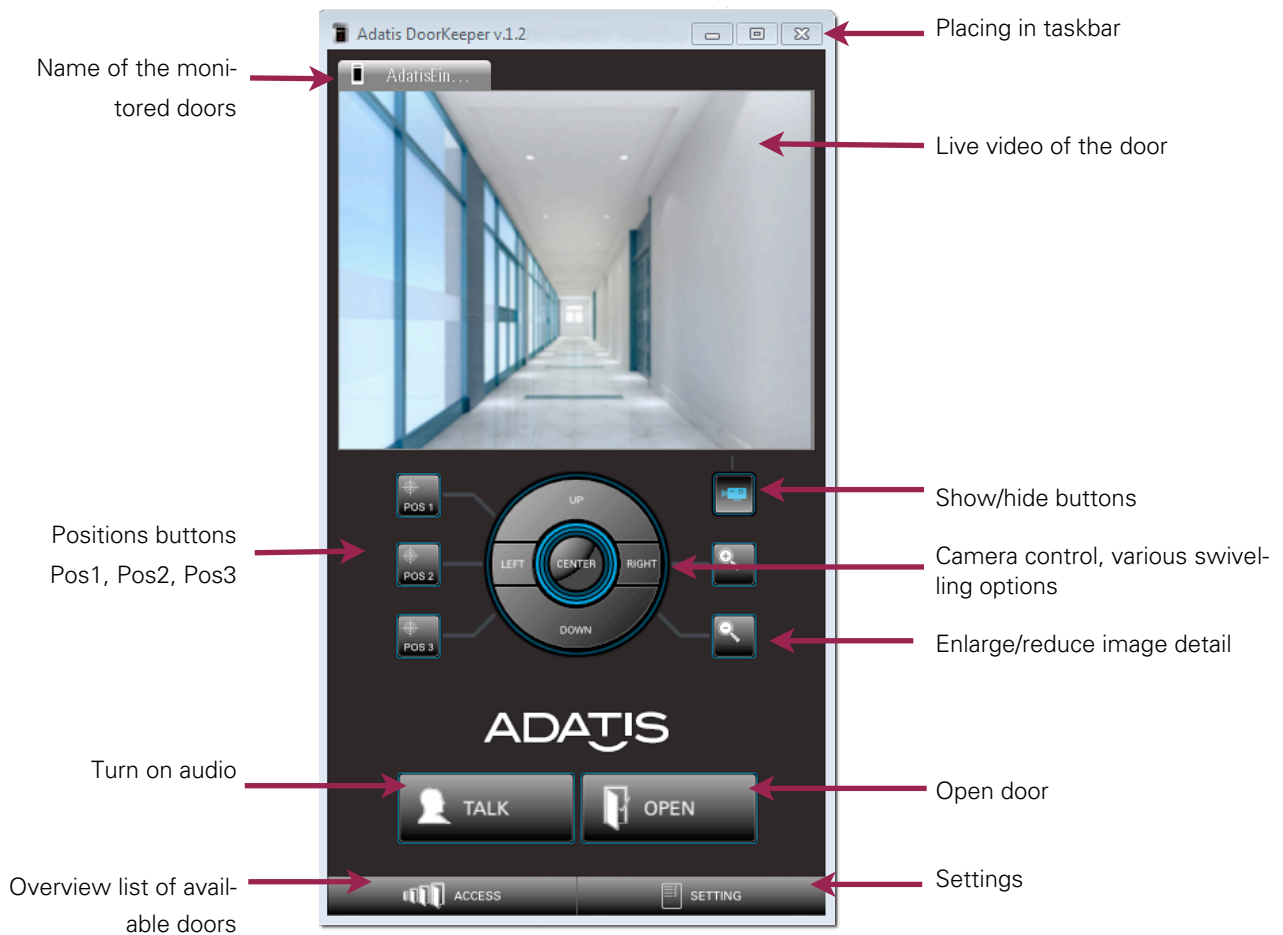 Adatis DoorKeeper v.1.2
Placing in taskbar
Name of the moni-
tored doors
AdatisEin...
Live video of the door
POS 1
UP
Show/hide buttons
Positions buttons
Pos1, Pos2, Pos3
POS 2
LEFT
CENTER
RIGHT
Camera control, various swivel-
ling options
POS 3
DOWN
Enlarge/reduce image detail
ADATIS
Turn on audio
TALK
OPEN
Open door
Overview list of avail-
able doors
ACCESS
SETTING
Settings